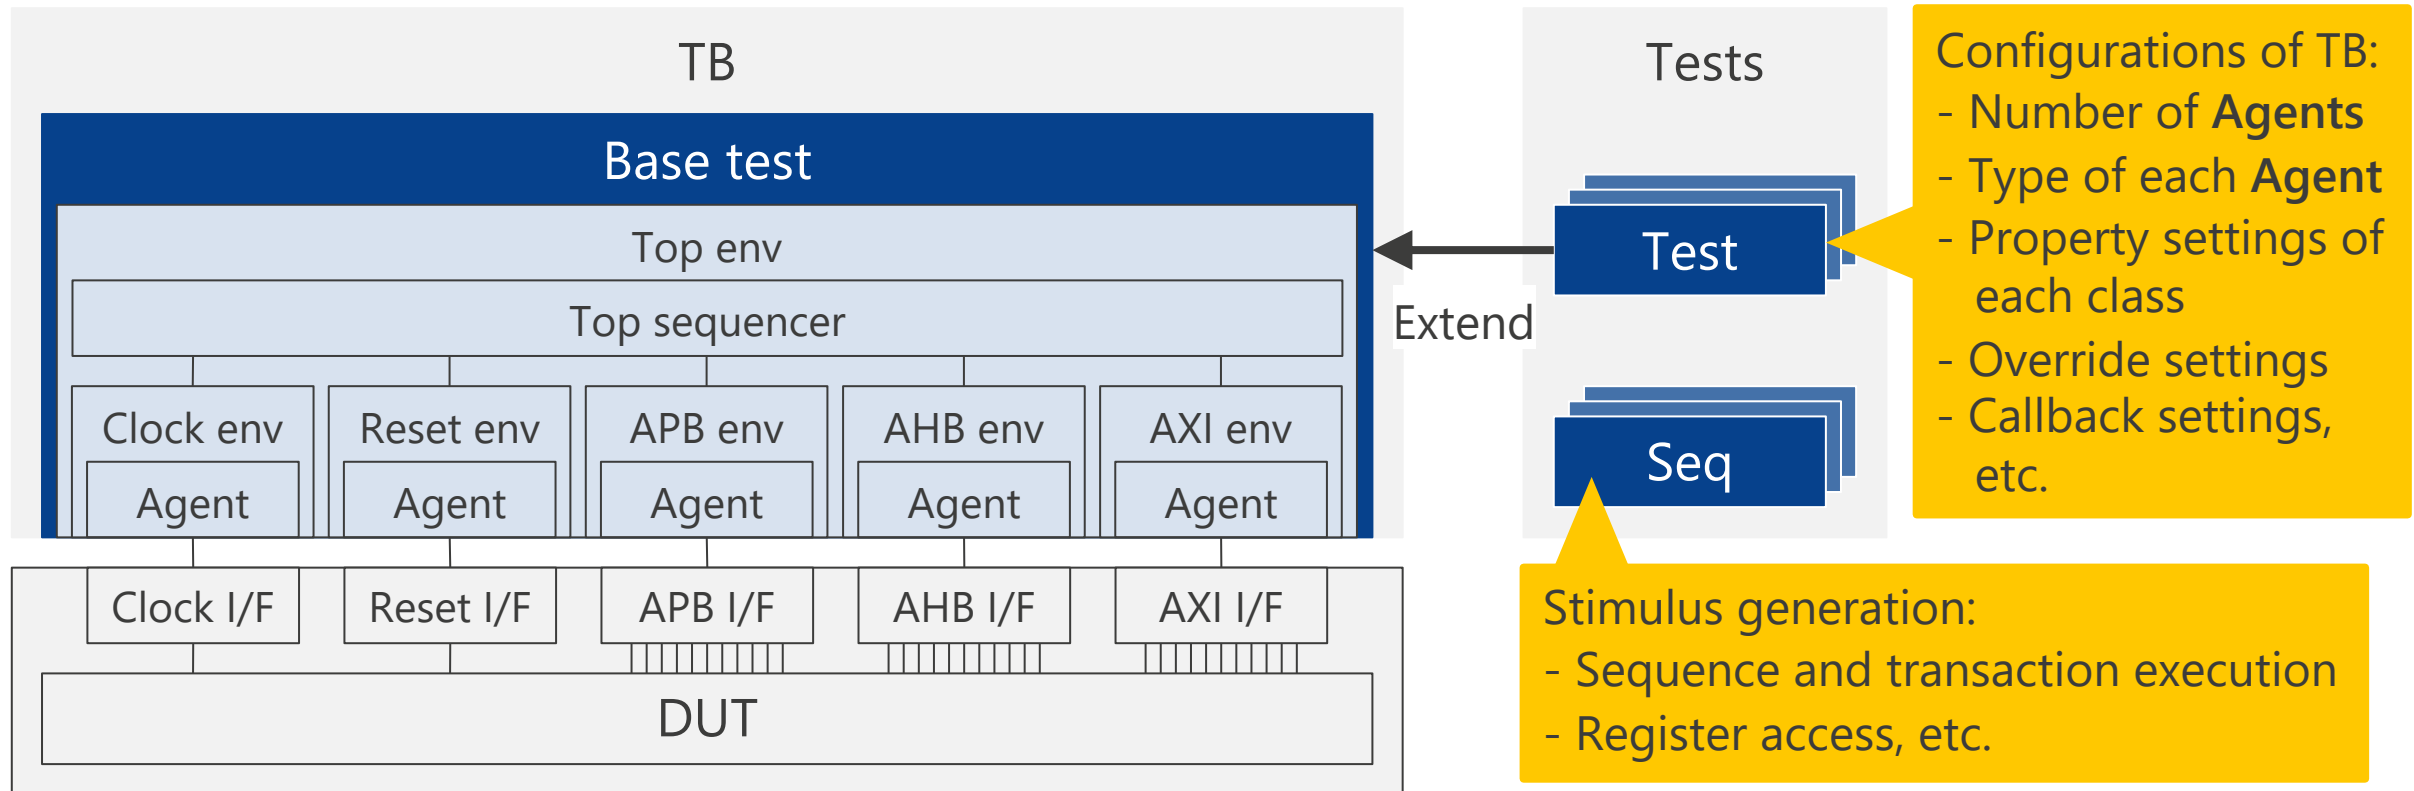 TB
Base test
Top env
Top sequencer
Clock env
Reset env
APB env
AHB env
AXI env
Agent
Agent
Agent
Agent
Agent
Clock I/F
Reset I/F
APB I/F
AHB I/F
AXI I/F
DUT
Extend
Tests
Test
Seq
Configurations of TB:
- Number of Agents
- Type of each Agent
- Property settings of
each class
- Override settings
- Callback settings,
etc.
Stimulus generation:
- Sequence and transaction execution
- Register access, etc.